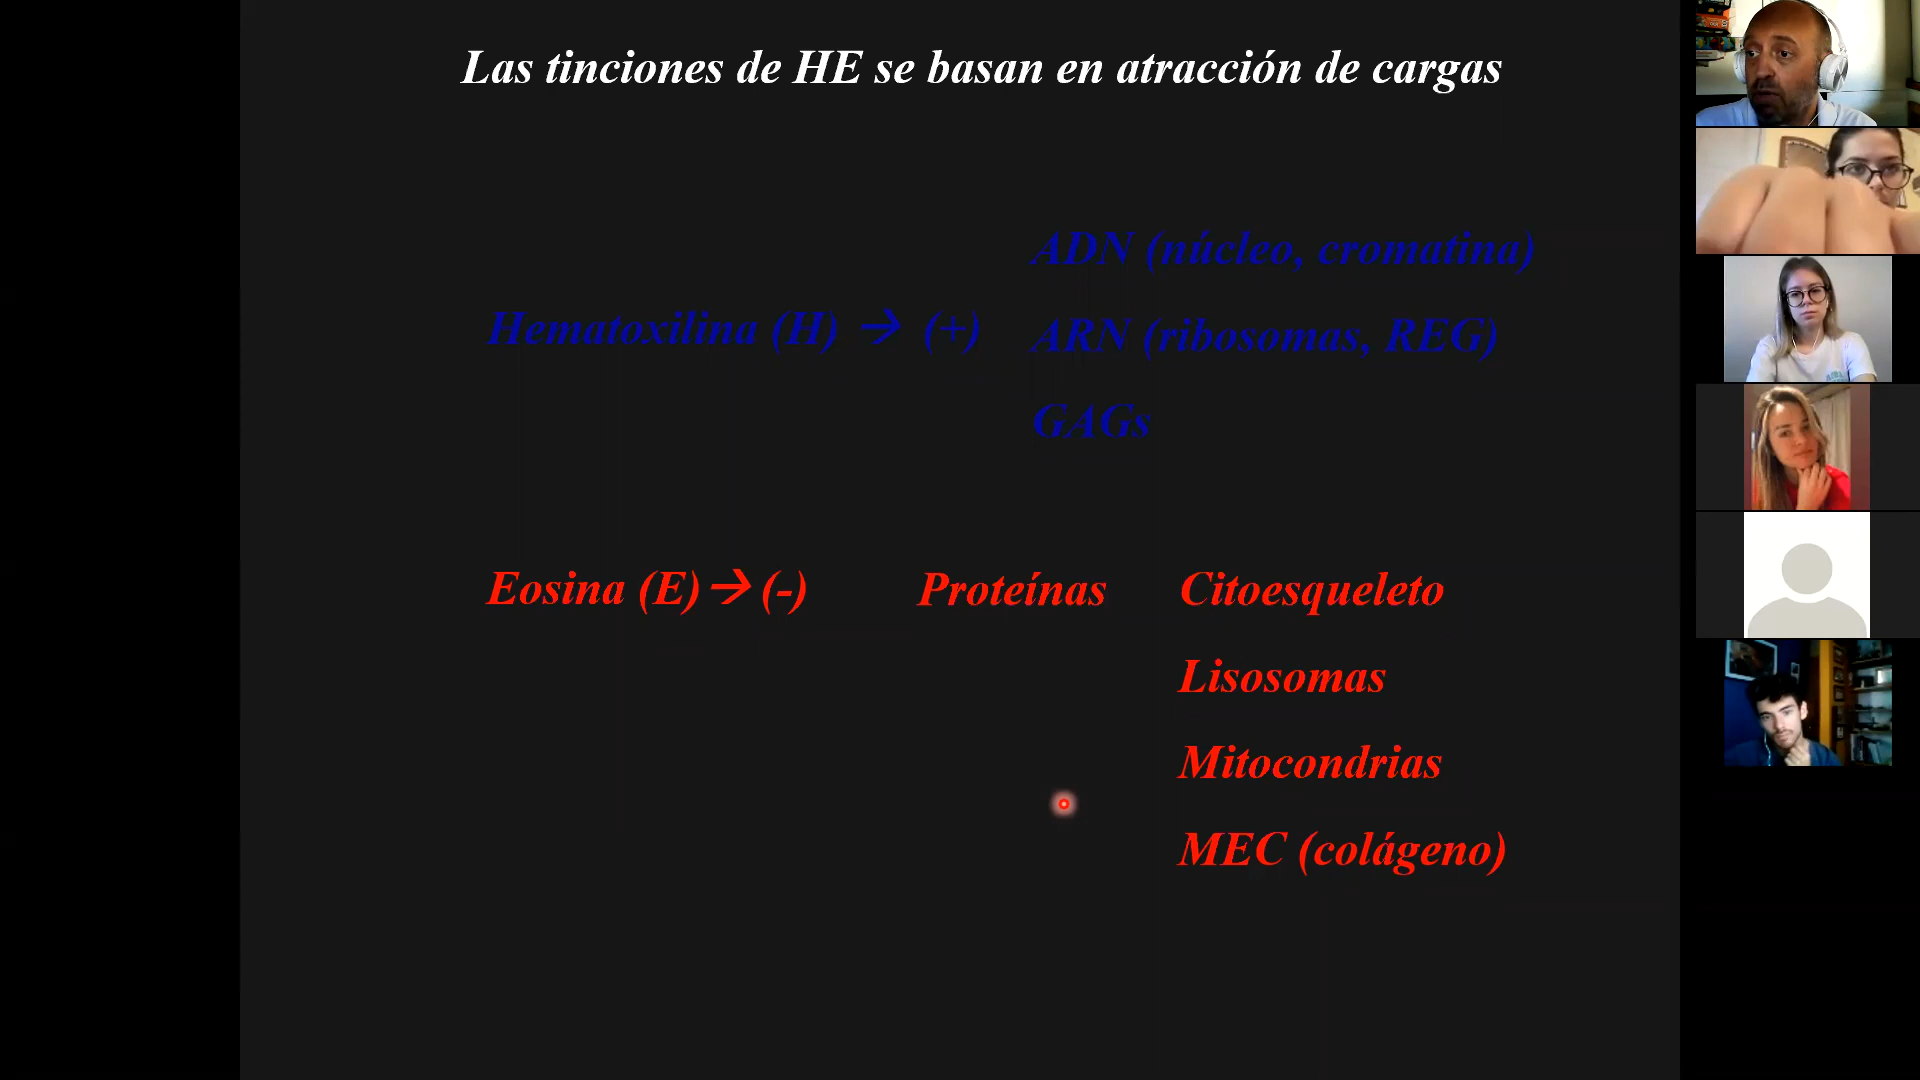 Las tinciones de HE se basan en atracción de cargas
ADN (núcleo, cromatina)
Hematoxilina (H) → (+)
ARN (ribosomas, REG)
GAGs
Eosina (E) → (-)
Proteínas
Citoesqueleto
Lisosomas
Mitocondrias
MEC (colágeno)